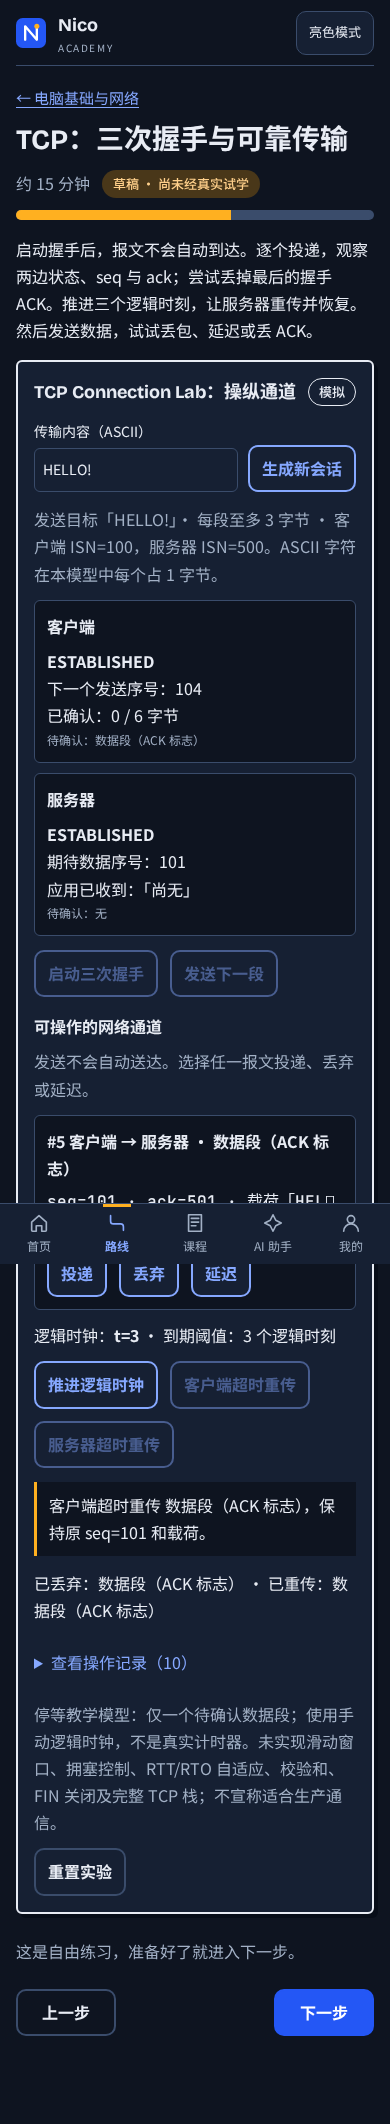 Nico
ACADEMY
亮色模式
← 电脑基础与网络
TCP：三次握手与可靠传输
约 15 分钟
草稿 · 尚未经真实试学
启动握手后，报文不会自动到达。逐个投递，观察
两边状态、seq 与 ack；尝试丢掉最后的握手
ACK。推进三个逻辑时刻，让服务器重传并恢复。
然后发送数据，试试丢包、延迟或丢 ACK。
TCP Connection Lab：操纵通道
模拟
传输内容（ASCII）
HELLO!
生成新会话
发送目标「HELLO!」· 每段至多 3 字节 · 客
户端 ISN=100，服务器 ISN=500。ASCII 字符
在本模型中每个占 1 字节。
客户端
ESTABLISHED
下一个发送序号：104
已确认：0 / 6 字节
待确认：数据段（ACK 标志）
服务器
ESTABLISHED
期待数据序号：101
应用已收到：「尚无」
待确认：无
启动三次握手
发送下一段
可操作的网络通道
发送不会自动送达。选择任一报文投递、丢弃
或延迟。
#5 客户端 → 服务器 · 数据段（ACK 标
志）
seq=101 · ack=501 · 载荷「HEL
首页
路线
课程
AI 助手
我的
投递
丢弃
延迟
逻辑时钟：t=3 · 到期阈值：3 个逻辑时刻
推进逻辑时钟
客户端超时重传
服务器超时重传
客户端超时重传 数据段（ACK 标志），保
持原 seq=101 和载荷。
已丢弃：数据段（ACK 标志） · 已重传：数
据段（ACK 标志）
▶ 查看操作记录（10）
停等教学模型：仅一个待确认数据段；使用手
动逻辑时钟，不是真实计时器。未实现滑动窗
口、拥塞控制、RTT/RTO 自适应、校验和、
FIN 关闭及完整 TCP 栈；不宣称适合生产通
信。
重置实验
这是自由练习，准备好了就进入下一步。
上一步
下一步